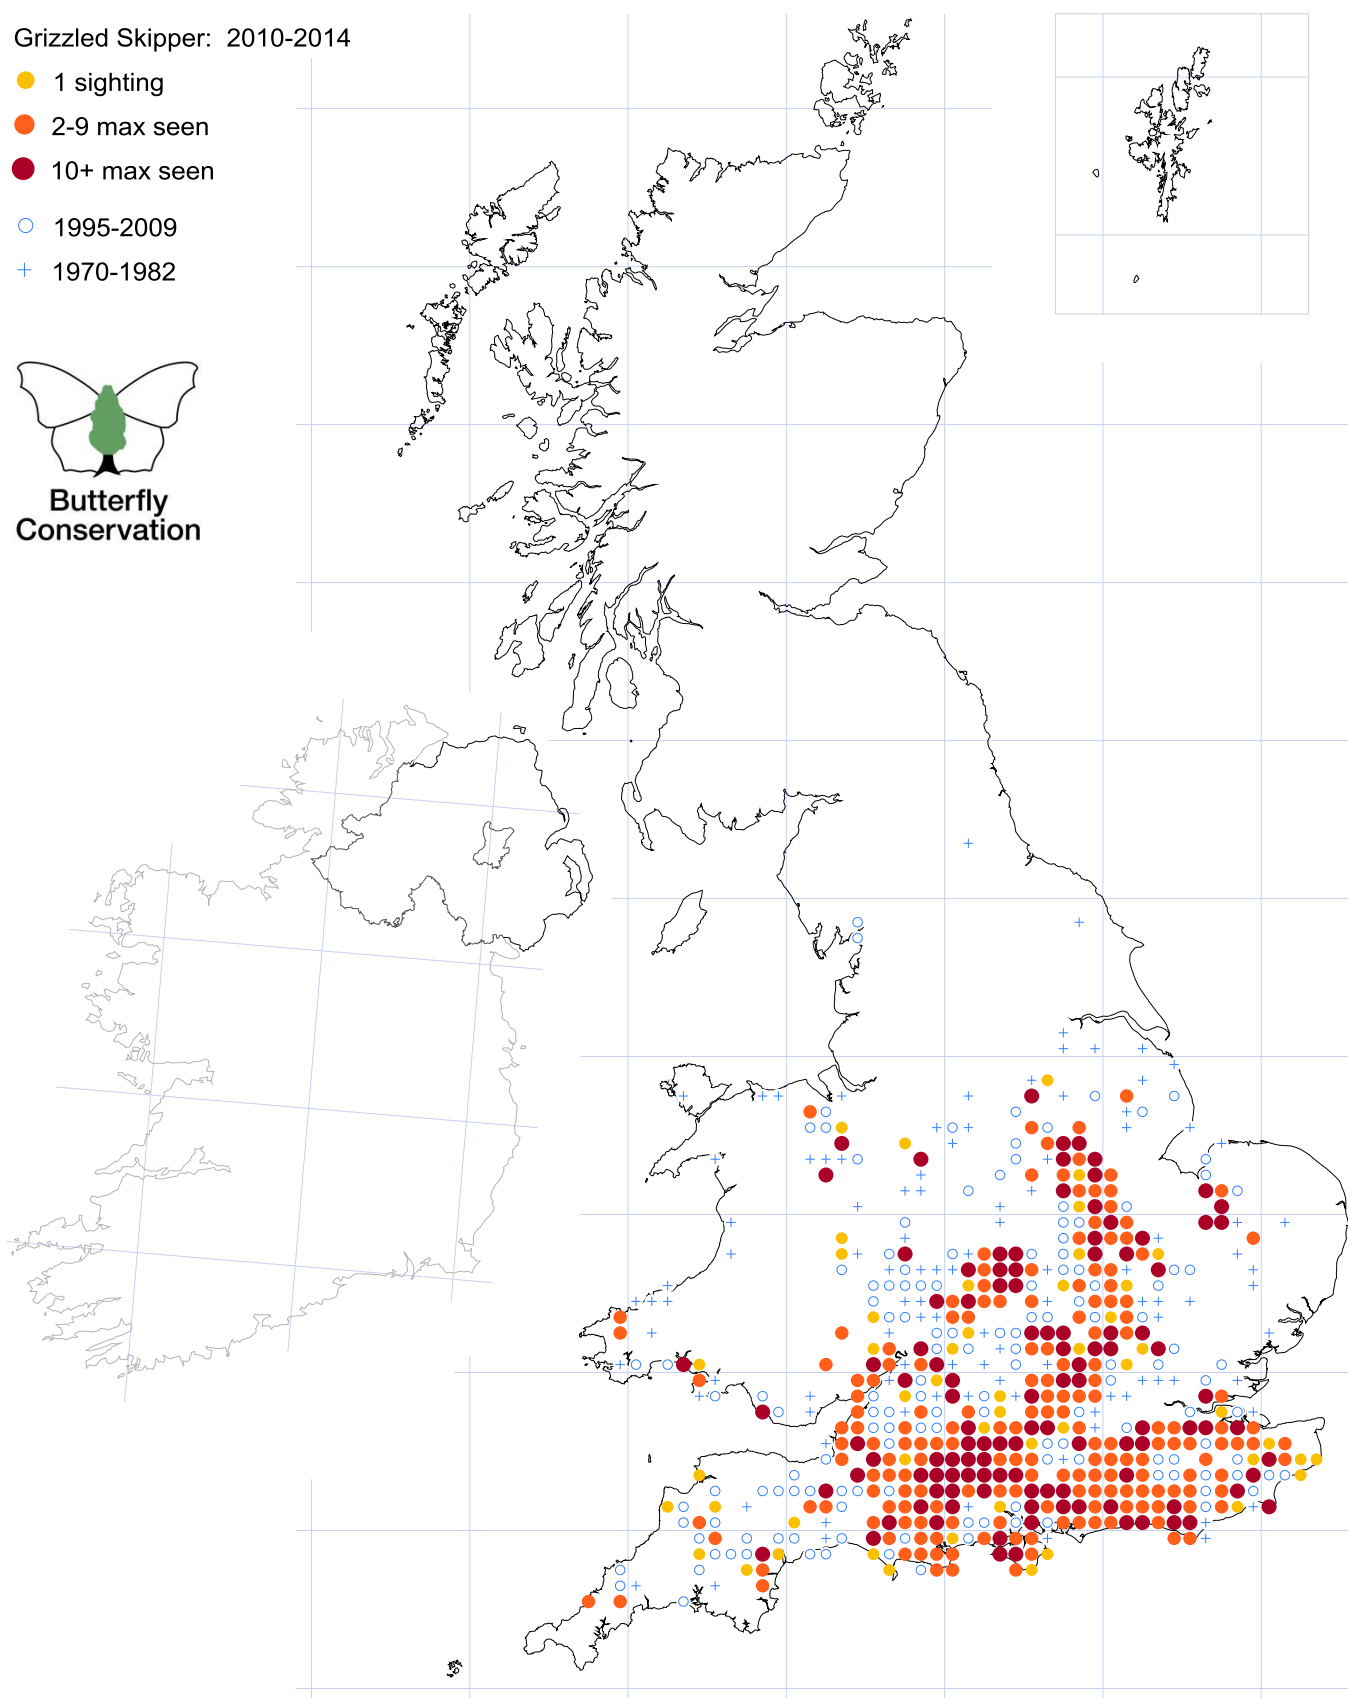 Grizzled Skipper: 2010-2014
1 sighting
2-9 max seen
10+ max seen
1995-2009
1970-1982
Butterfly
Conservation